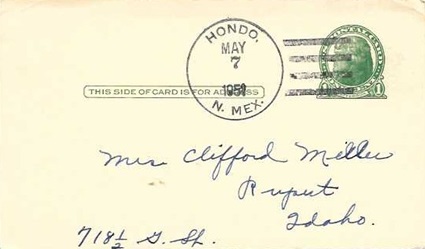 HONDO,
MAY
7
N. MEX.
THIS SIDE OF CARD IS FOR ADDRESS
1
Mrs Clifford Miller
Rupert
Idaho.
718½ G. St.